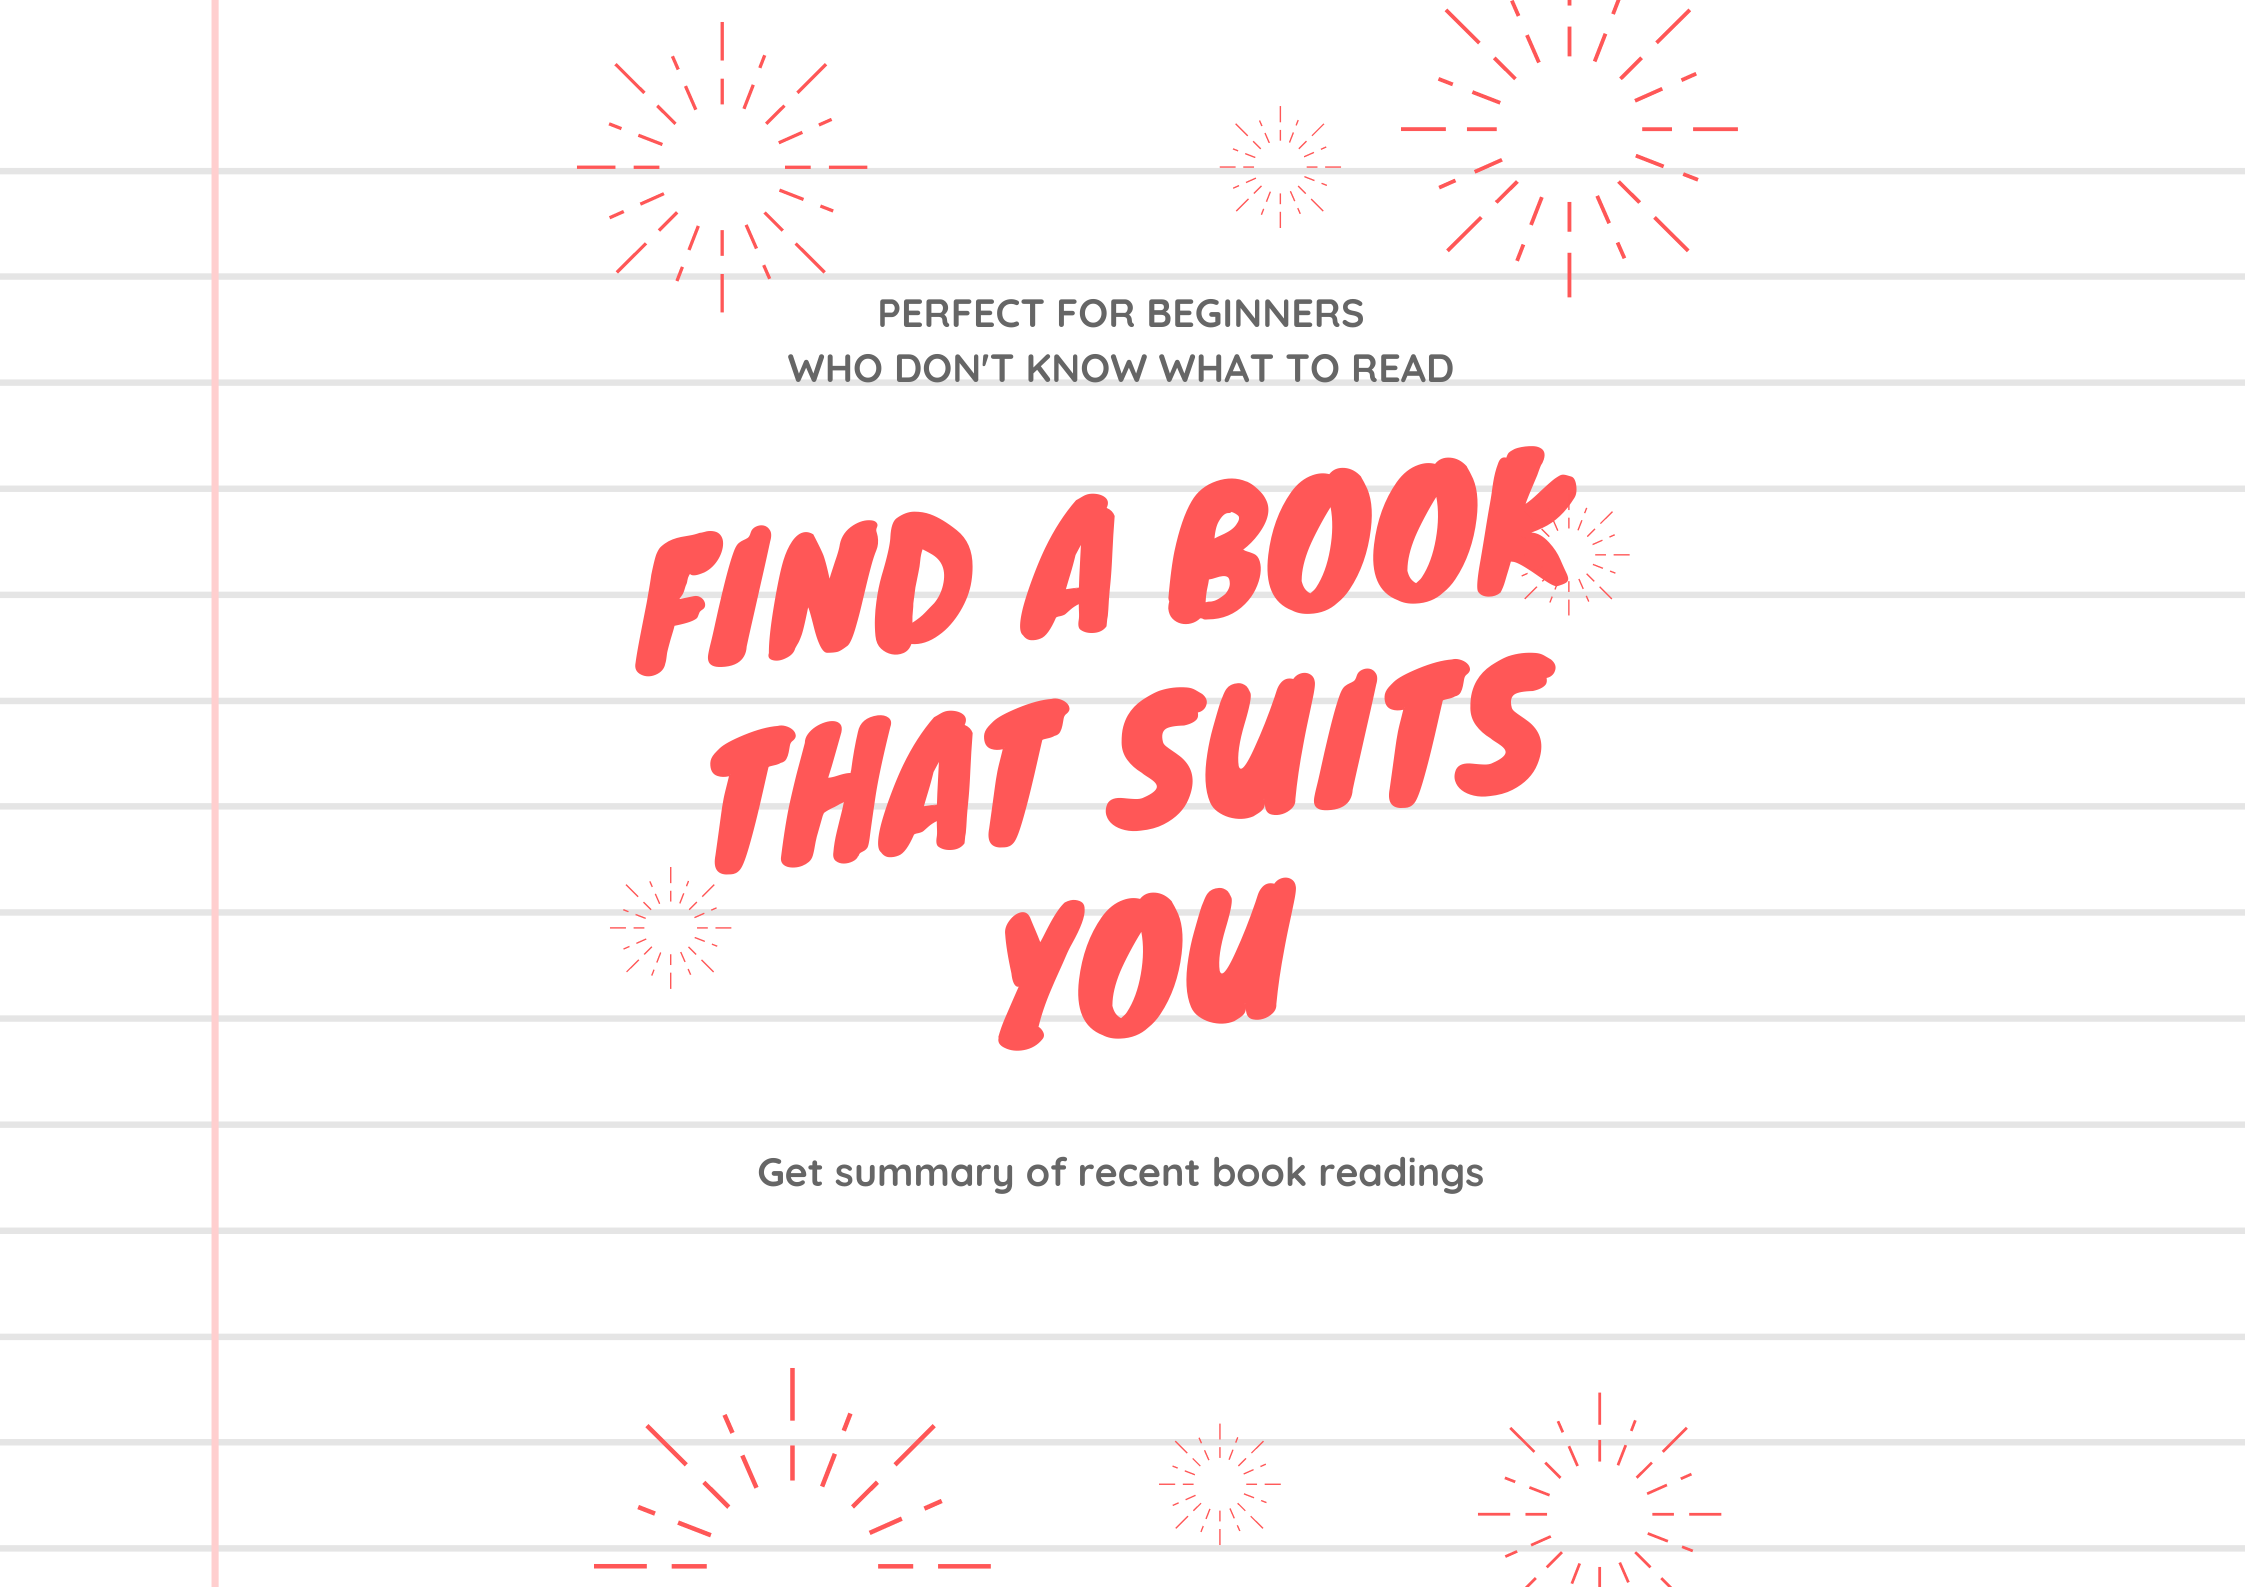 PERFECT FOR BEGINNERS
WHO DON'T KNOW WHAT TO READ
FIND A BOOK
THAT SUITS
YOU
Get summary of recent book readings